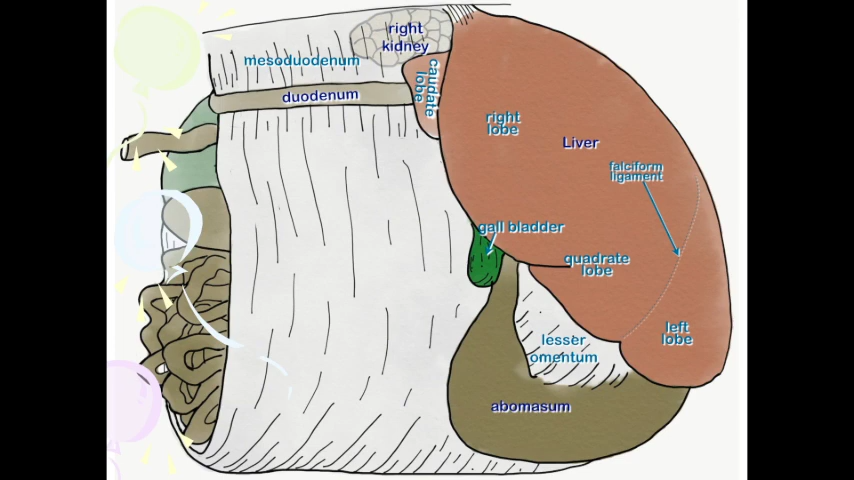 right
kidney
mesoduodenum
duodenum
caudate
lobe
right
lobe
Liver
falciform
ligament
gall bladder
quadrate
lobe
left
lobe
lesser
omentum
abomasum